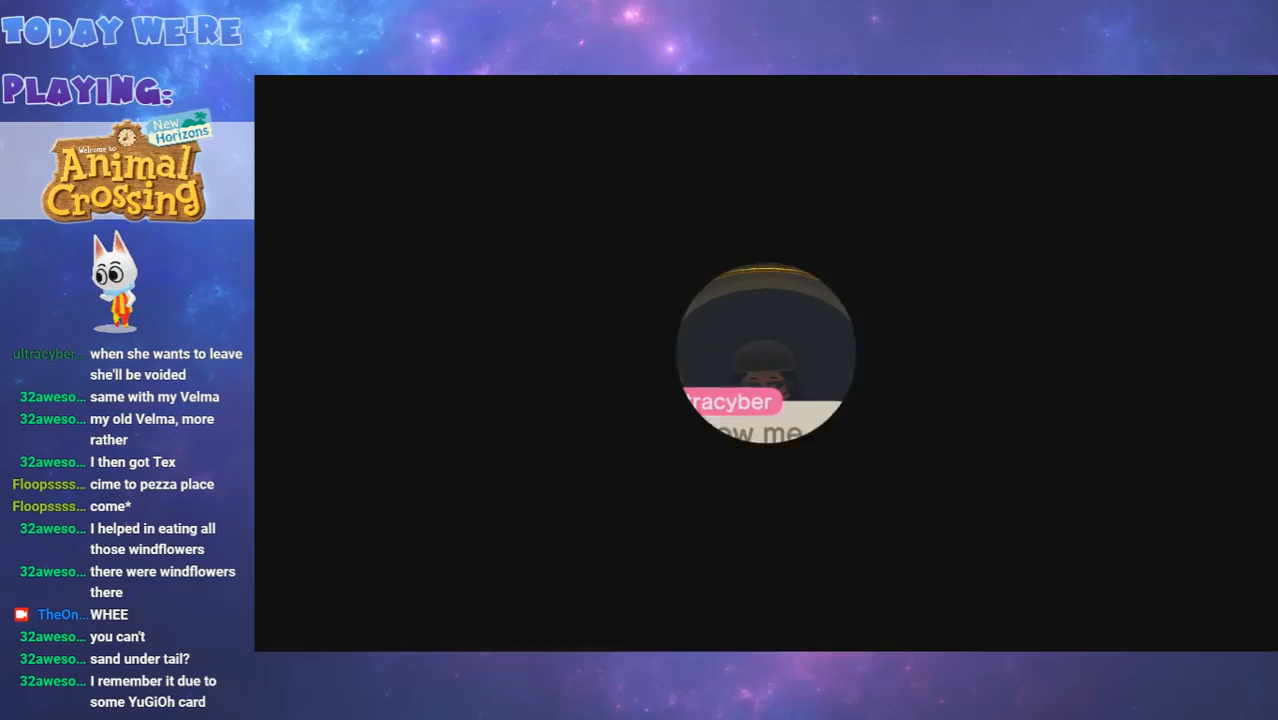 TODAY WE'RE
PLAYING:
New
Horizons
Welcome to
Animal
Crossing
ultracyber... when she wants to leave
she'll be voided
32aweso... same with my Velma
32aweso... my old Velma, more
rather
32aweso... I then got Tex
Floopssss... cime to pezza place
Floopssss... come*
32aweso... I helped in eating all
those windflowers
32aweso... there were windflowers
there
TheOn... WHEE
32aweso... you can't
32aweso... sand under tail?
32aweso... I remember it due to
some YuGiOh card
tracyber
ow me